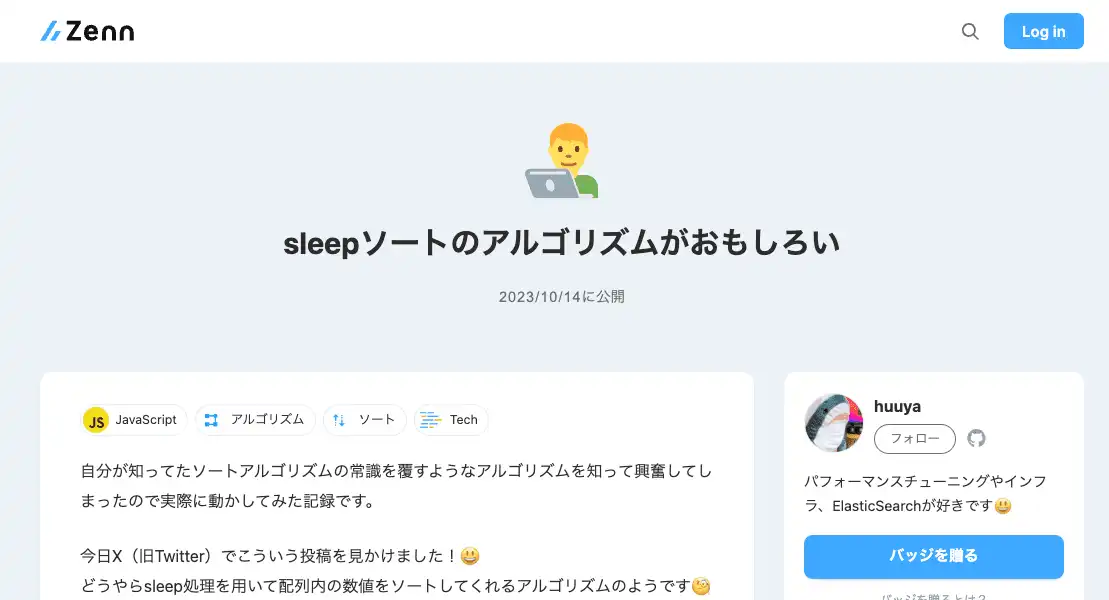 Zenn
Log in
sleepソートのアルゴリズムがおもしろい
2023/10/14に公開
JS JavaScript アルゴリズム ソート Tech
自分が知ってたソートアルゴリズムの常識を覆すようなアルゴリズムを知って興奮してし
まったので実際に動かしてみた記録です。
今日X（旧Twitter）でこういう投稿を見かけました！😃
どうやらsleep処理を用いて配列内の数値をソートしてくれるアルゴリズムのようです🧐
huuya
フォロー
パフォーマンスチューニングやインフ
ラ、ElasticSearchが好きです😃
バッジを贈る
バッジを贈るとは？